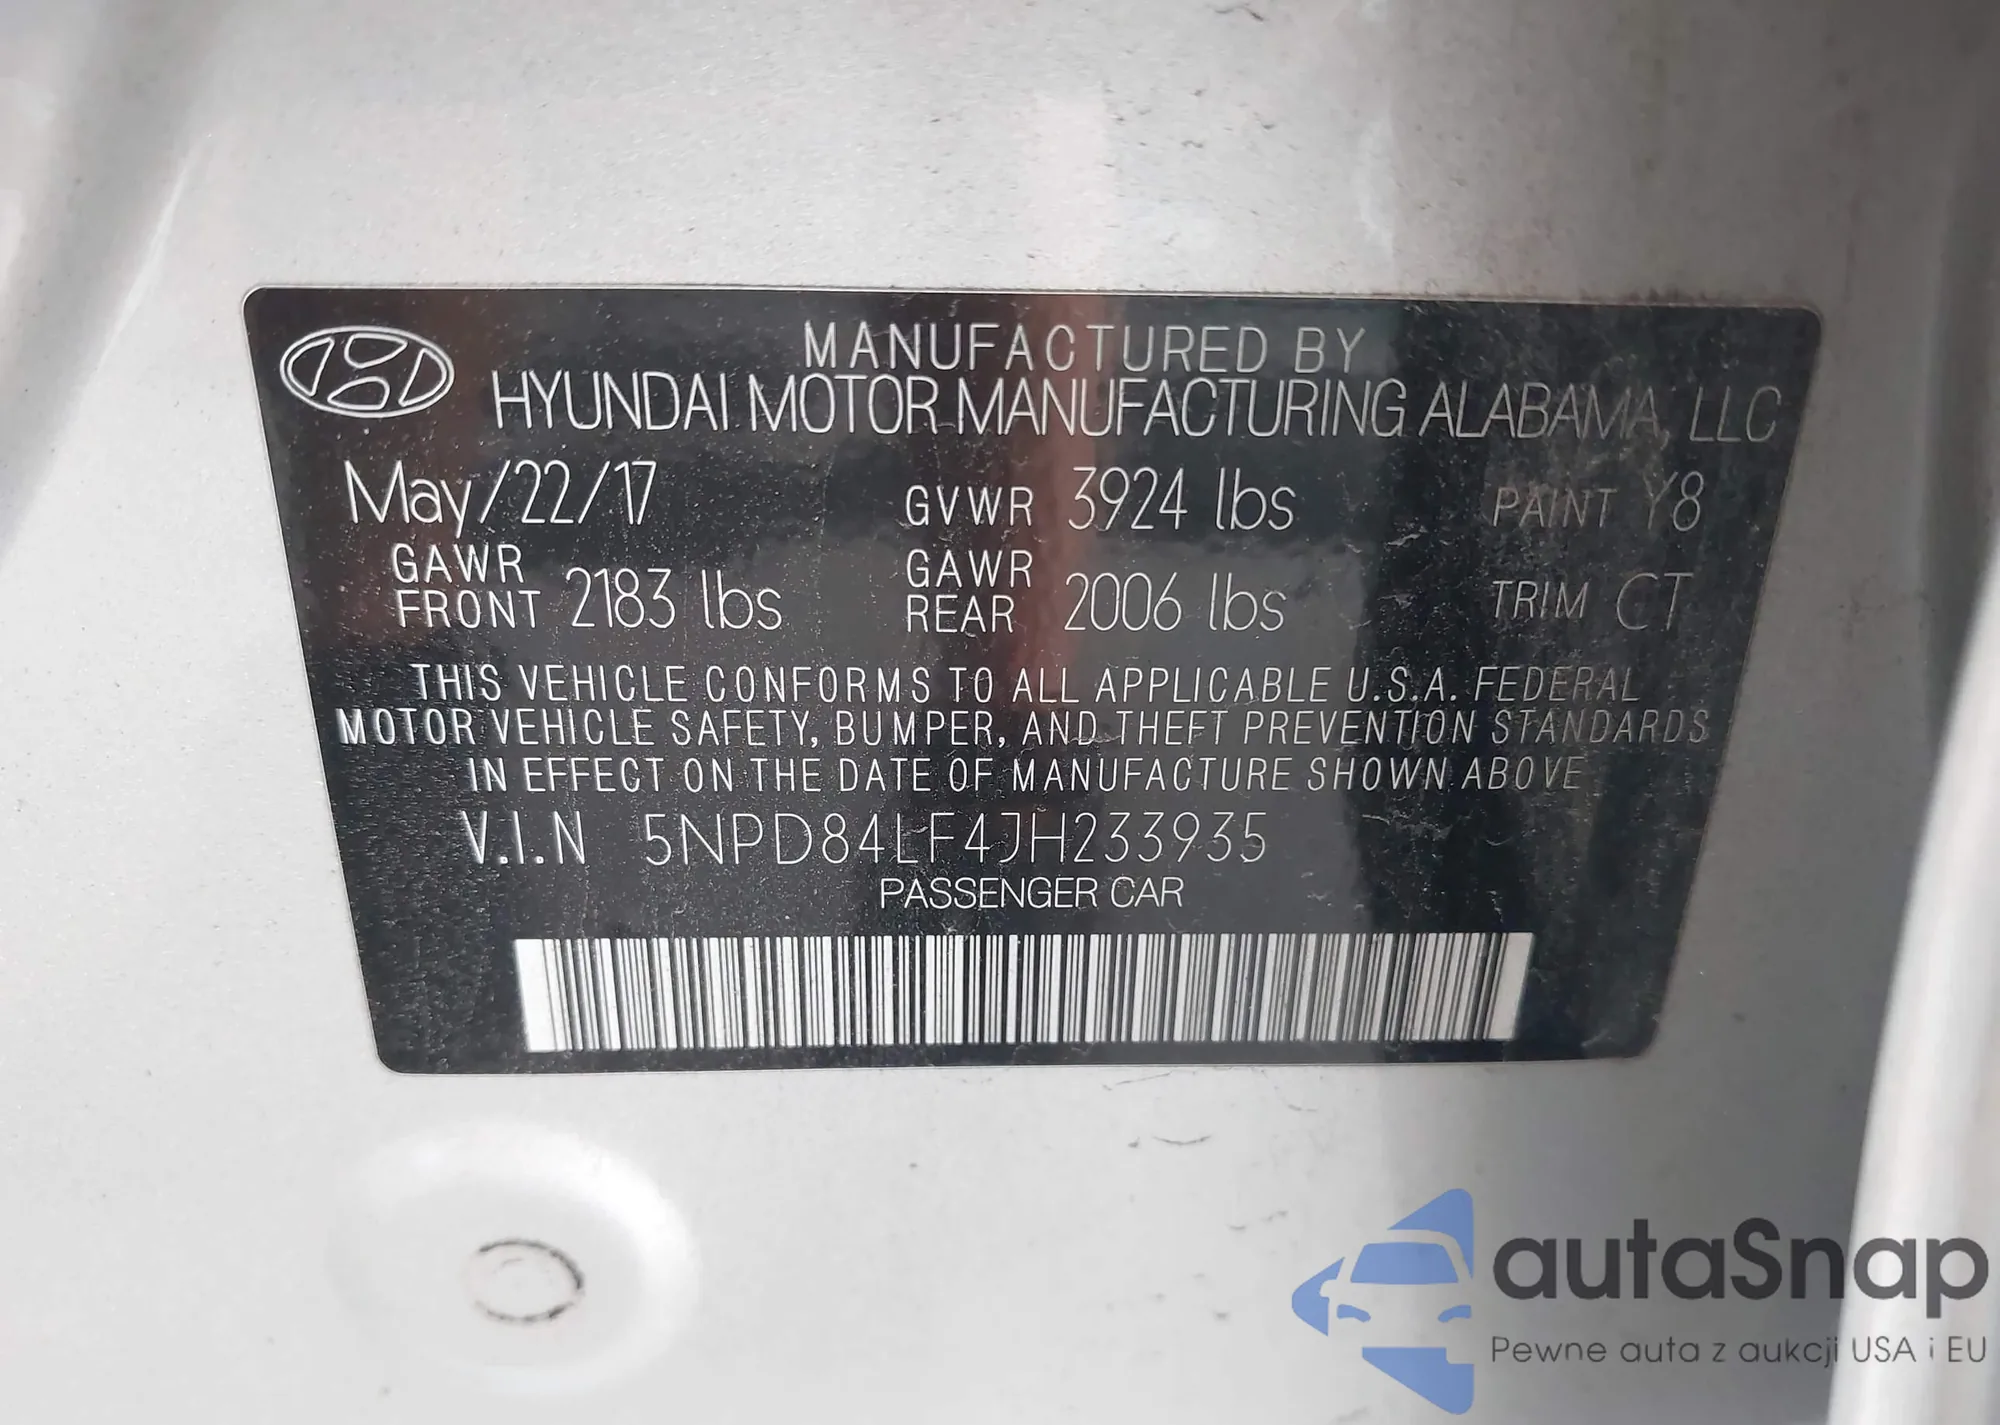 MANUFACTURED BY
HYUNDAI MOTOR MANUFACTURING ALABAMA, LLC
May/22/17 GVWR 3924 lbs PAINT Y8
GAWR FRONT 2183 lbs GAWR REAR 2006 lbs TRIM CT
THIS VEHICLE CONFORMS TO ALL APPLICABLE U.S.A. FEDERAL
MOTOR VEHICLE SAFETY, BUMPER, AND THEFT PREVENTION STANDARDS
IN EFFECT ON THE DATE OF MANUFACTURE SHOWN ABOVE
V.I.N 5NPD84LF4JH233935
PASSENGER CAR
autaSnap
Pewne auta z aukcji USA i EU